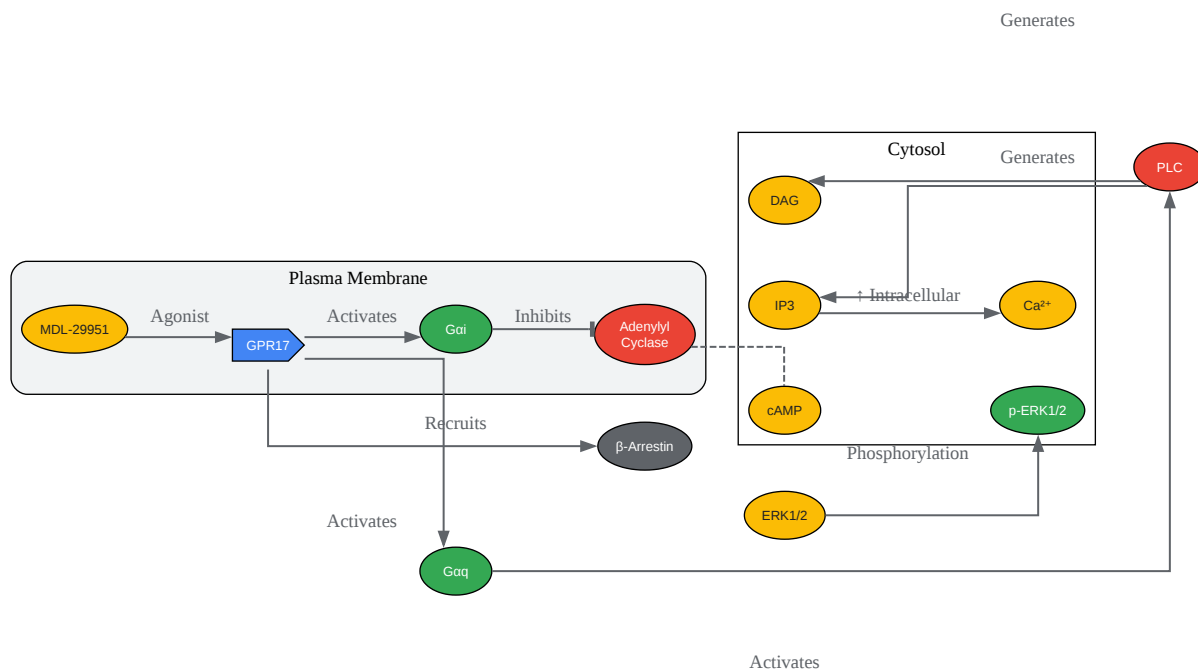 Generates
Cytosol
Generates
PLC
DAG
Plasma Membrane
MDL-29951
Agonist
GPR17
Activates
Gαi
Inhibits
Adenylyl
Cyclase
IP3
↑ Intracellular
Ca²⁺
cAMP
p-ERK1/2
Recruits
β-Arrestin
Phosphorylation
ERK1/2
Activates
Gαq
Activates